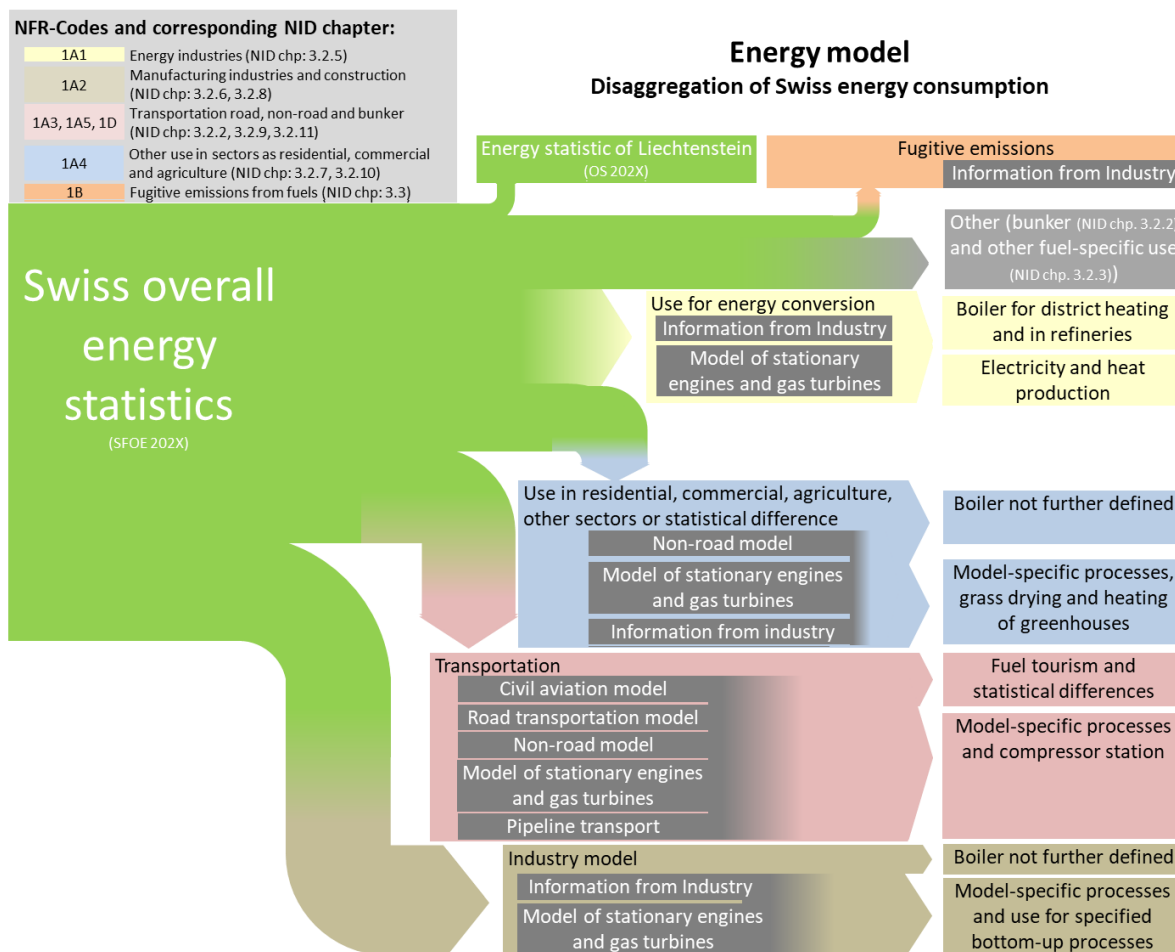 NFR-Codes and corresponding NID chapter:
1A1 Energy industries (NID chp: 3.2.5)
1A2 Manufacturing industries and construction
(NID chp: 3.2.6, 3.2.8)
1A3, 1A5, 1D Transportation road, non-road and bunker
(NID chp: 3.2.2, 3.2.9, 3.2.11)
1A4 Other use in sectors as residential, commercial
and agriculture (NID chp: 3.2.7, 3.2.10)
1B Fugitive emissions from fuels (NID chp: 3.3)
Energy model
Disaggregation of Swiss energy consumption
Energy statistic of Liechtenstein
(OS 202X)
Fugitive emissions
Information from Industry
Swiss overall
energy
statistics
(SFOE 202X)
Other (bunker (NID chp. 3.2.2)
and other fuel-specific use
(NID chp. 3.2.3))
Use for energy conversion
Information from Industry
Model of stationary
engines and gas turbines
Boiler for district heating
and in refineries
Electricity and heat
production
Use in residential, commercial, agriculture,
other sectors or statistical difference
Non-road model
Model of stationary engines
and gas turbines
Information from industry
Boiler not further defined
Model-specific processes,
grass drying and heating
of greenhouses
Transportation
Civil aviation model
Road transportation model
Non-road model
Model of stationary engines
and gas turbines
Pipeline transport
Fuel tourism and
statistical differences
Model-specific processes
and compressor station
Industry model
Information from Industry
Model of stationary engines
and gas turbines
Boiler not further defined
Model-specific processes
and use for specified
bottom-up processes